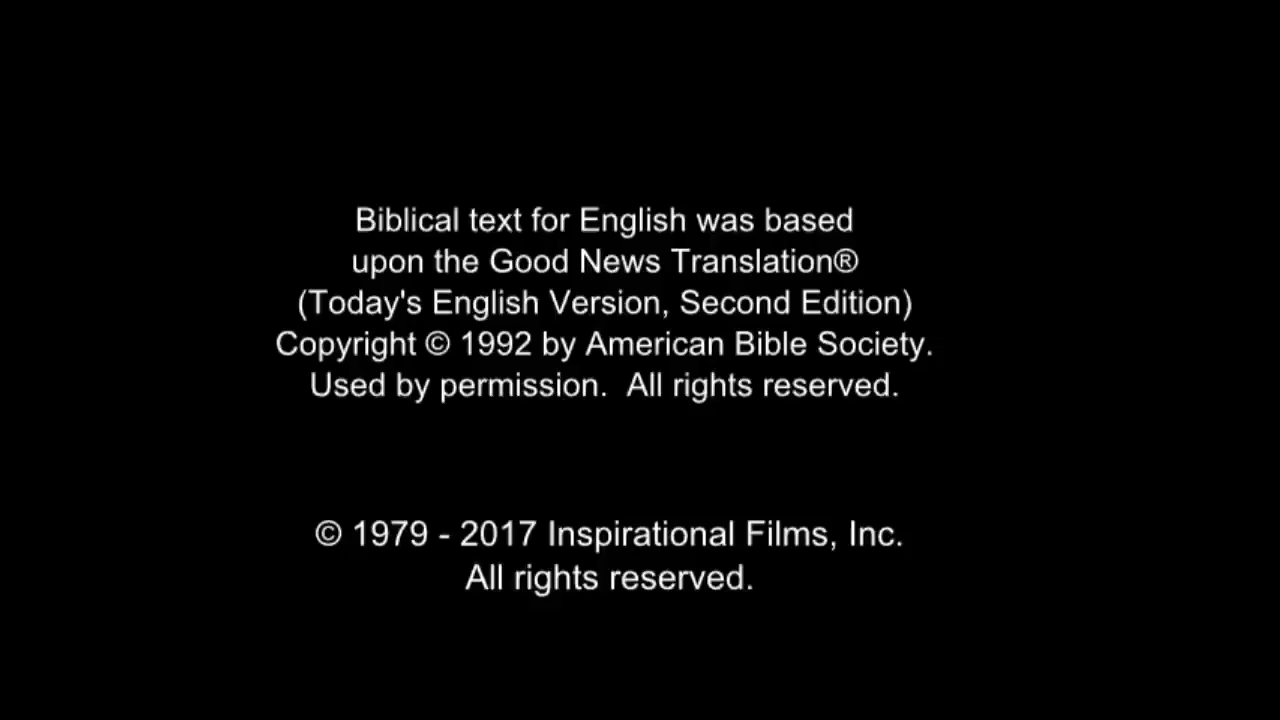 Biblical text for English was based
upon the Good News Translation®
(Today's English Version, Second Edition)
Copyright © 1992 by American Bible Society.
Used by permission.  All rights reserved.
© 1979 - 2017 Inspirational Films, Inc.
All rights reserved.